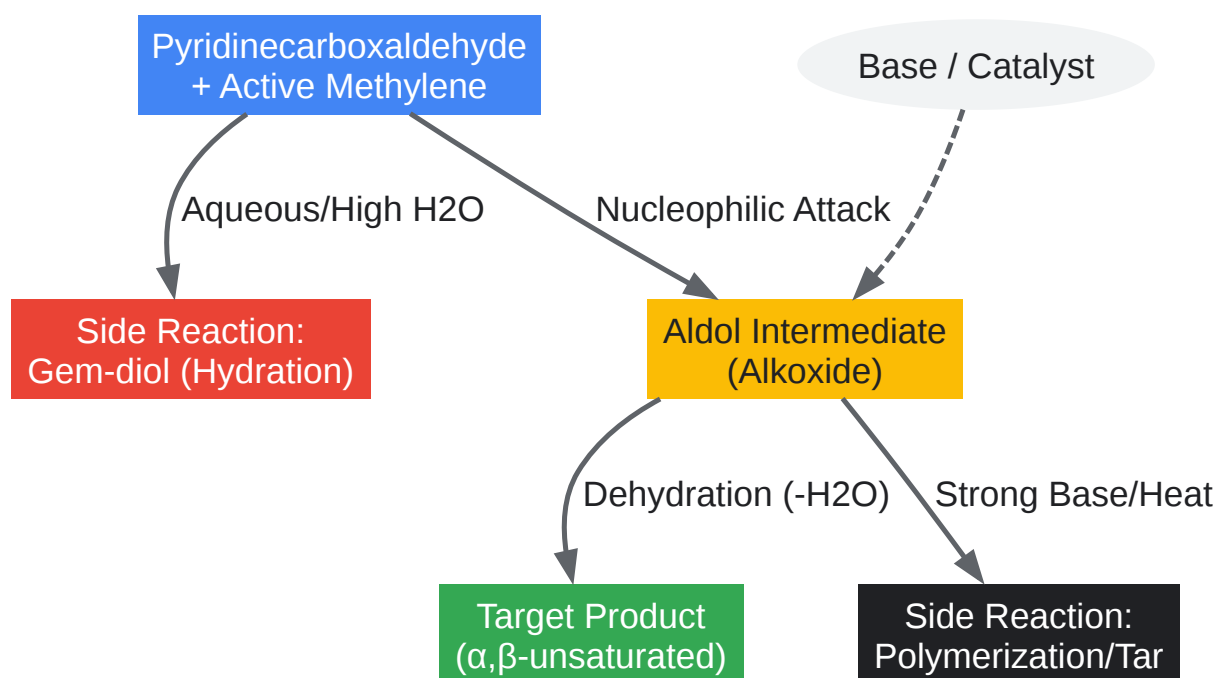 Pyridinecarboxaldehyde
+ Active Methylene
Base / Catalyst
Aqueous/High H2O
Nucleophilic Attack
Side Reaction:
Gem-diol (Hydration)
Aldol Intermediate
(Alkoxide)
Dehydration (-H2O)
Strong Base/Heat
Target Product
(α,β-unsaturated)
Side Reaction:
Polymerization/Tar